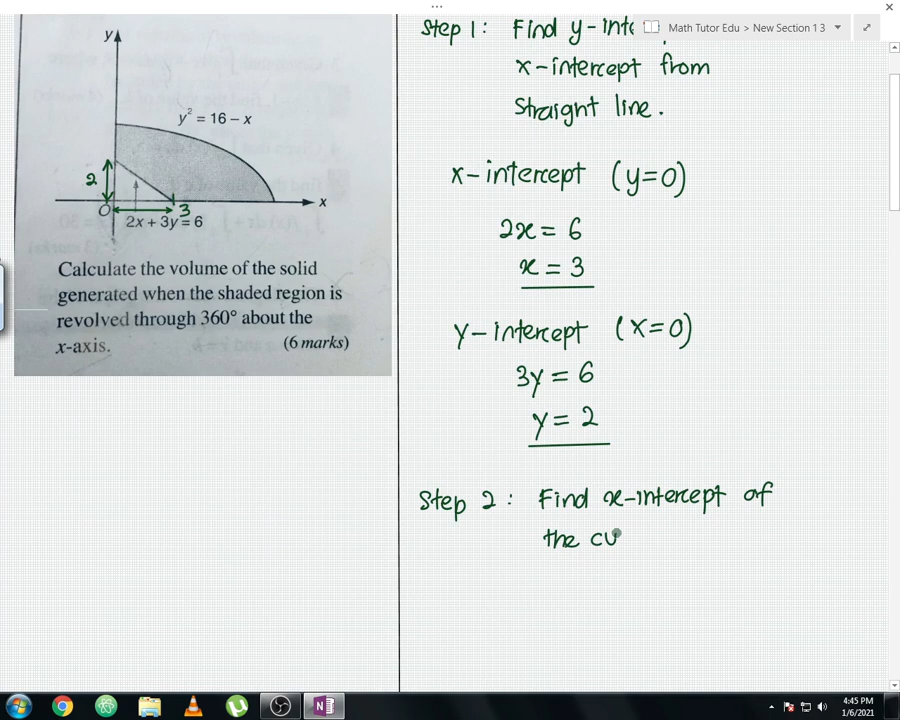 Math Tutor Edu > New Section 13
y
y² = 16 – x
2
O
3
x
2x + 3y = 6
Calculate the volume of the solid
generated when the shaded region is
revolved through 360° about the
x-axis. (6 marks)
Step 1: Find y-inte
x-intercept from
Straight line.
x-intercept (y=0)
2x = 6
x = 3
y-intercept (x=0)
3y = 6
y = 2
Step 2: Find x-intercept of
the cu
4:45 PM
1/6/2021